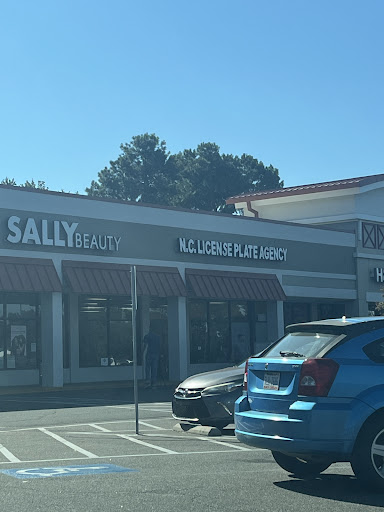 SALLY BEAUTY
N.C. LICENSE PLATE AGENCY
H